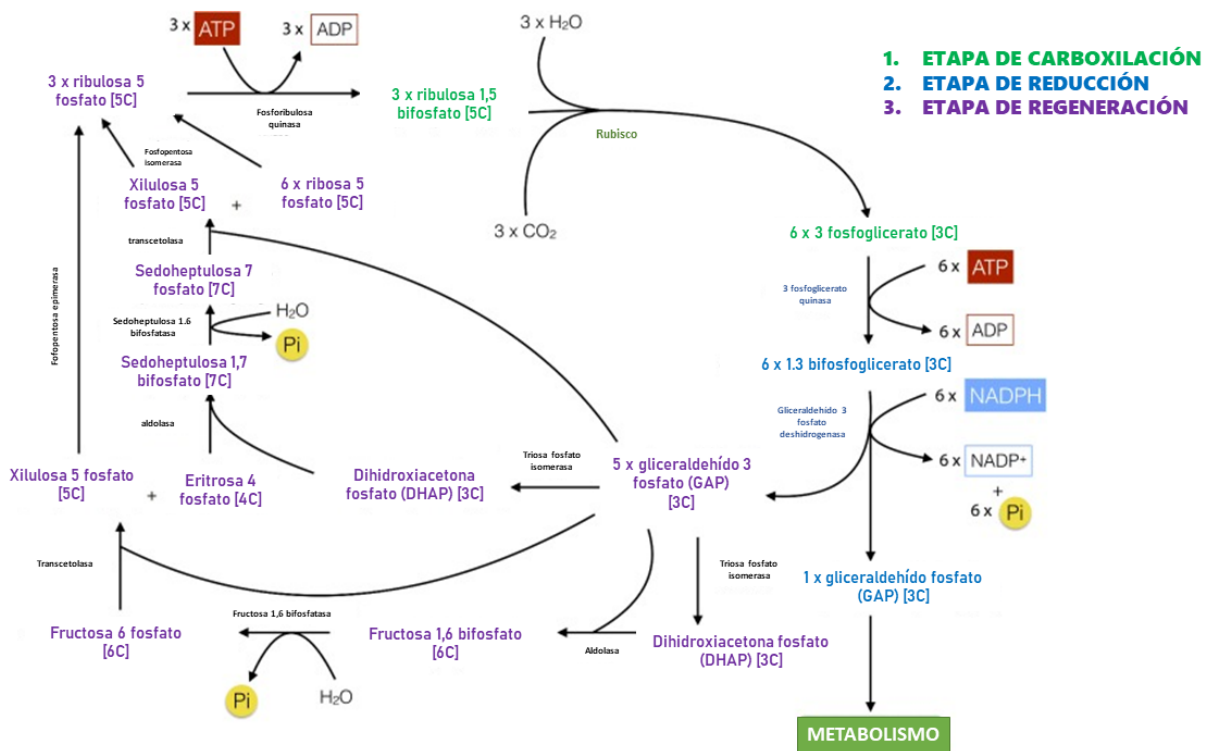 3 x ATP
3 x ADP
3 x H₂O
1. ETAPA DE CARBOXILACIÓN
2. ETAPA DE REDUCCIÓN
3. ETAPA DE REGENERACIÓN
3 x ribulosa 5
fosfato [5C]
Fosforibulosa
quinasa
3 x ribulosa 1,5
bifosfato [5C]
Rubisco
Fosfopentosa
isomerasa
Xilulosa 5
fosfato [5C]
+
6 x ribosa 5
fosfato [5C]
3 x CO₂
6 x 3 fosfoglicerato [3C]
transcetolasa
6 x ATP
3 fosfoglicerato
quinasa
6 x ADP
Sedoheptulosa 7
fosfato [7C]
Fofopentosa epimerasa
H₂O
Sedoheptulosa 1.6
bifosfatasa
Pi
Sedoheptulosa 1,7
bifosfato [7C]
6 x 1.3 bifosfoglicerato [3C]
6 x NADPH
Gliceraldehído 3
fosfato
deshidrogenasa
aldolasa
6 x NADP+
+
6 x Pi
Xilulosa 5 fosfato
[5C]
+
Eritrosa 4
fosfato [4C]
Dihidroxiacetona
fosfato (DHAP) [3C]
Triosa fosfato
isomerasa
5 x gliceraldehído 3
fosfato (GAP)
[3C]
Transcetolasa
Triosa fosfato
isomerasa
1 x gliceraldehído fosfato
(GAP) [3C]
Fructosa 6 fosfato
[6C]
Fructosa 1,6 bifosfatasa
Pi
H₂O
Fructosa 1,6 bifosfato
[6C]
Aldolasa
Dihidroxiacetona fosfato
(DHAP) [3C]
METABOLISMO